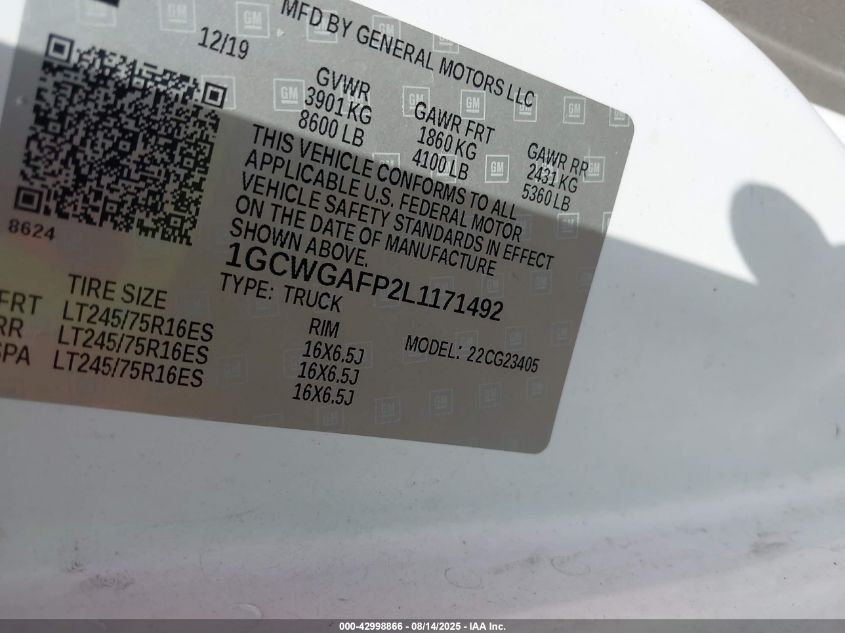 MFD BY GENERAL MOTORS LLC
12/19
GVWR GAWR FRT GAWR RR
3901 KG 1860 KG 2431 KG
8600 LB 4100 LB 5360 LB
THIS VEHICLE CONFORMS TO ALL
APPLICABLE U.S. FEDERAL MOTOR
VEHICLE SAFETY STANDARDS IN EFFECT
ON THE DATE OF MANUFACTURE
SHOWN ABOVE.
8624
1GCWGAFP2L1171492
TYPE: TRUCK
MODEL: 22CG23405
TIRE SIZE RIM
FRT LT245/75R16ES 16X6.5J
RR LT245/75R16ES 16X6.5J
SPA LT245/75R16ES 16X6.5J
GM
000-42998866 - 08/14/2025 - IAA Inc.